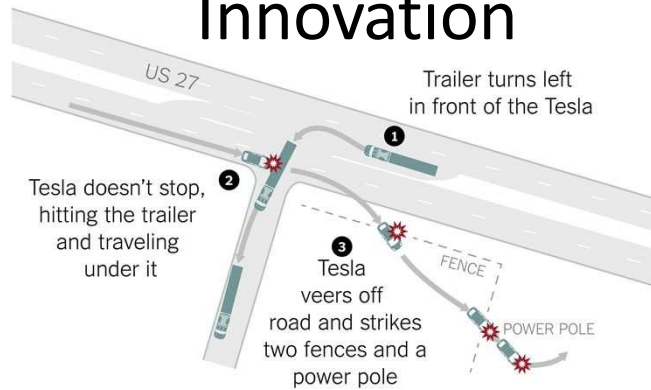 Innovation
US 27
Trailer turns left
in front of the Tesla
1
2
Tesla doesn’t stop,
hitting the trailer
and traveling
under it
3
Tesla
veers off
road and strikes
two fences and a
power pole
FENCE
POWER POLE